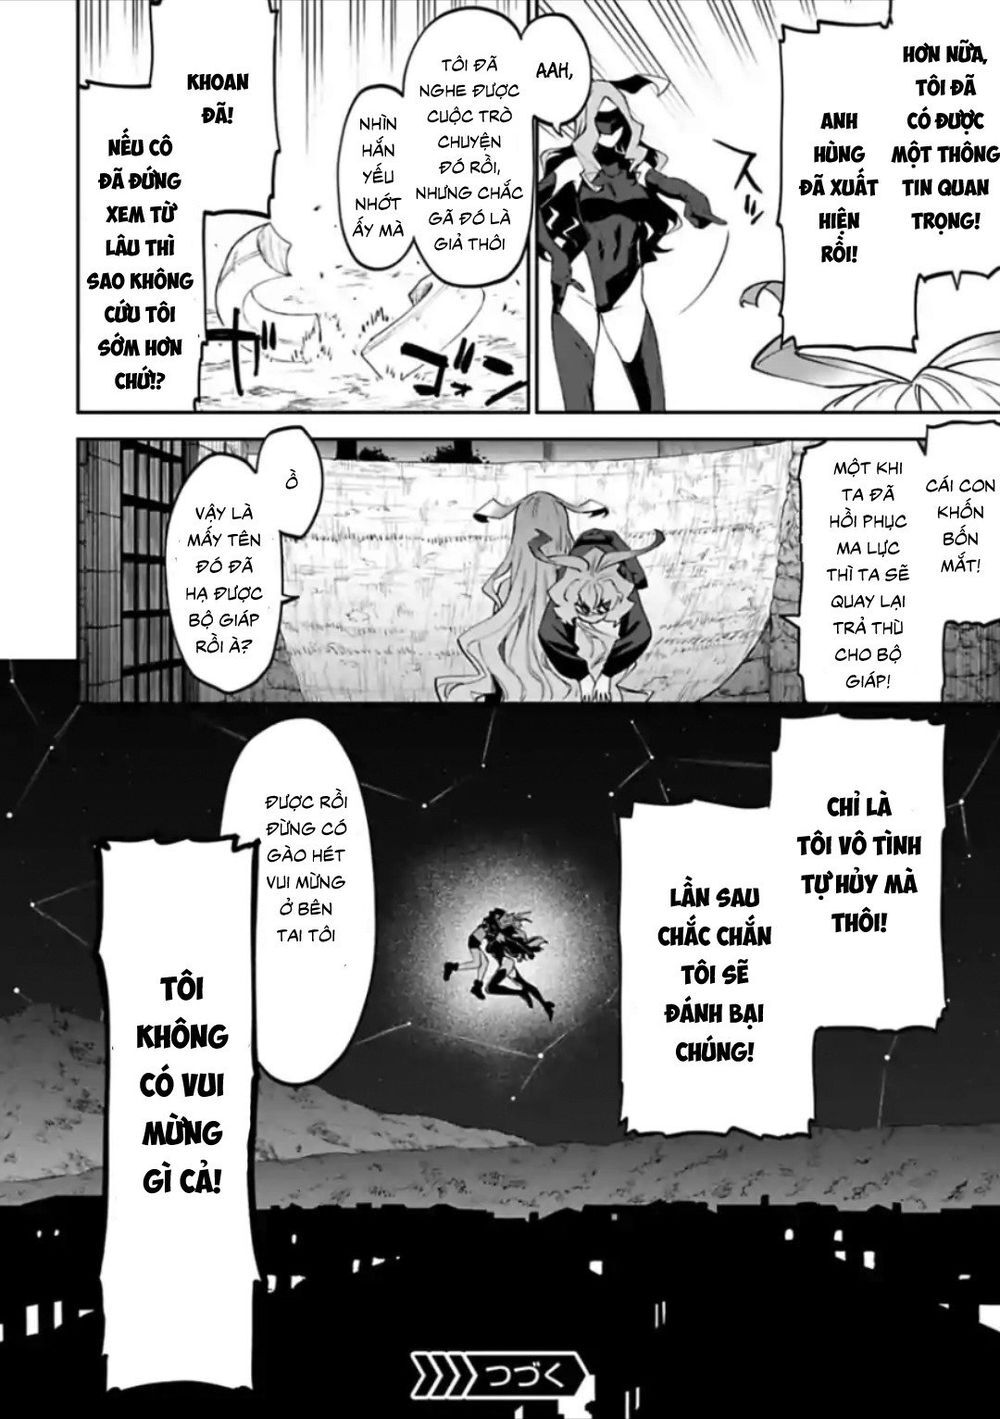 HƠN NỮA,
TÔI ĐÃ
CÓ ĐƯỢC
MỘT THÔNG
TIN QUAN
TRỌNG!
ANH
HÙNG
ĐÃ XUẤT
HIỆN
RỒI!
AAH,
TÔI ĐÃ
NGHE ĐƯỢC
CUỘC TRÒ
CHUYỆN
ĐÓ RỒI,
NHƯNG CHẮC
GÃ ĐÓ LÀ
GIẢ THÔI
NHÌN
HẮN
YẾU
NHỚT
ẤY MÀ
KHOAN
ĐÃ!
NẾU CÔ
ĐÃ ĐỨNG
XEM TỪ
LÂU THÌ
SAO KHÔNG
CỨU TÔI
SỚM HƠN
CHỨ!?
ス
ゴゴゴ
CÁI CON
KHỐN
BỐN
MẮT!
MỘT KHI
TA ĐÃ
HỒI PHỤC
MA LỰC
THÌ TA SẼ
QUAY LẠI
TRẢ THÙ
CHO BỘ
GIÁP!
Ồ
VẬY LÀ
MẤY TÊN
ĐÓ ĐÃ
HẠ ĐƯỢC
BỘ GIÁP
RỒI À?
CHỈ LÀ
TÔI VÔ TÌNH
TỰ HỦY MÀ
THÔI!
LẦN SAU
CHẮC CHẮN
TÔI SẼ
ĐÁNH BẠI
CHÚNG!
ĐƯỢC RỒI
ĐỪNG CÓ
GÀO HÉT
VUI MỪNG
Ở BÊN
TAI TÔI
TÔI
KHÔNG
CÓ VUI
MỪNG
GÌ CẢ!
つづく